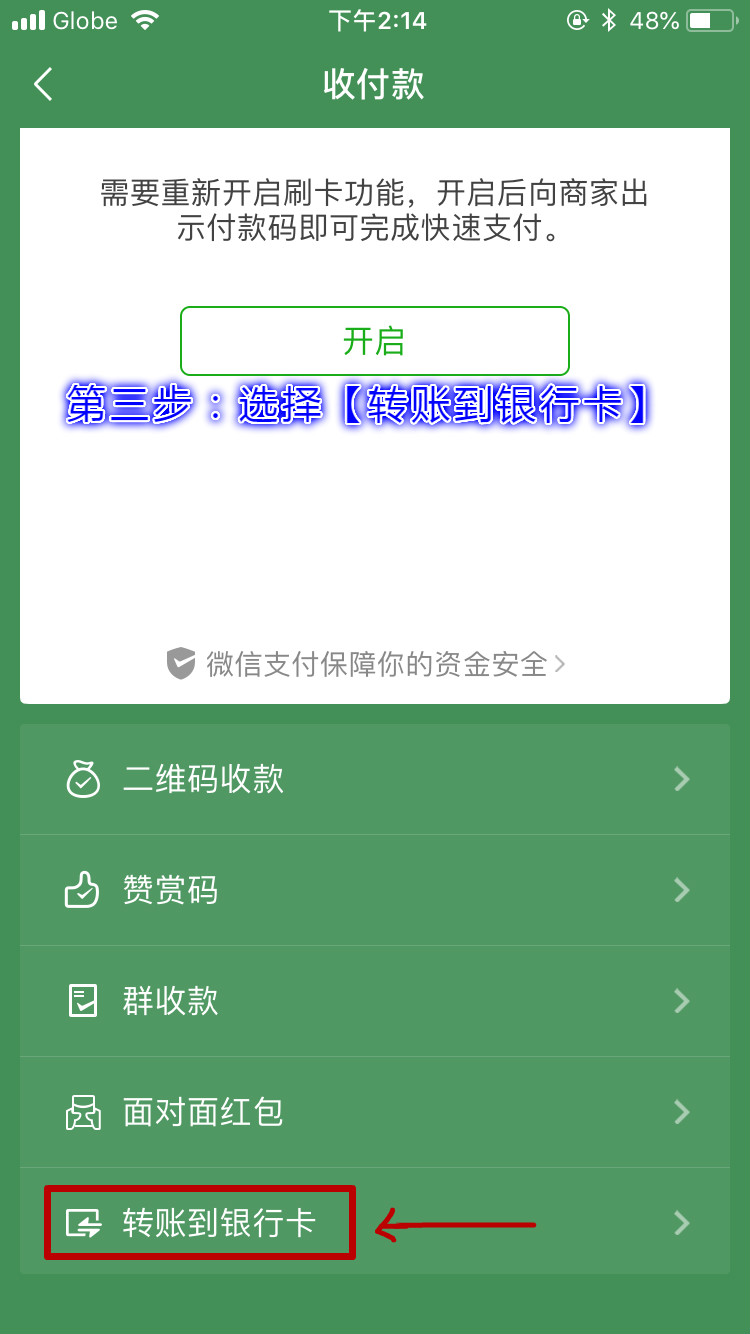 Globe 下午2:14 48%
收付款
需要重新开启刷卡功能，开启后向商家出
示付款码即可完成快速支付。
开启
第三步：选择【转账到银行卡】
微信支付保障你的资金安全
二维码收款
赞赏码
群收款
面对面红包
转账到银行卡